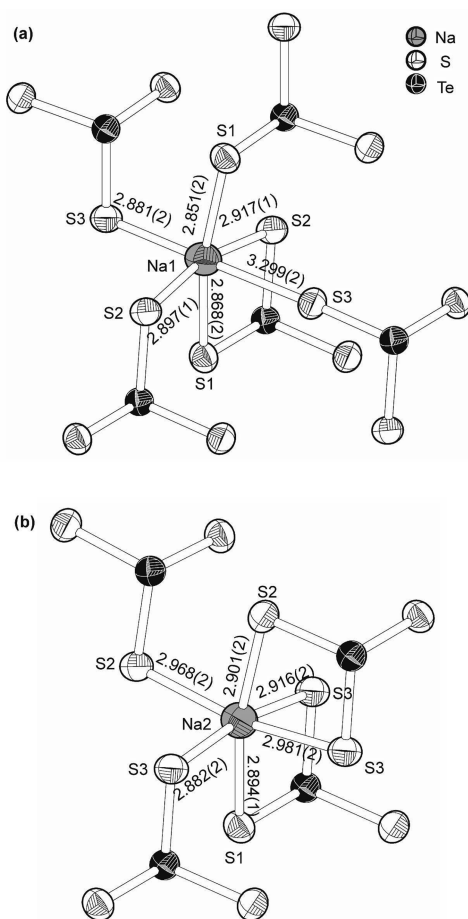 (a)
Na
S
Te
S1
2.851(2)
2.917(1)
S2
2.881(2)
S3
Na1
3.299(2)
S3
S2
2.897(1)
2.868(2)
S1
(b)
S2
S2
2.901(2)
2.968(2)
2.916(2)
S3
Na2
2.981(2)
S3
S3
2.882(2)
2.894(1)
S1